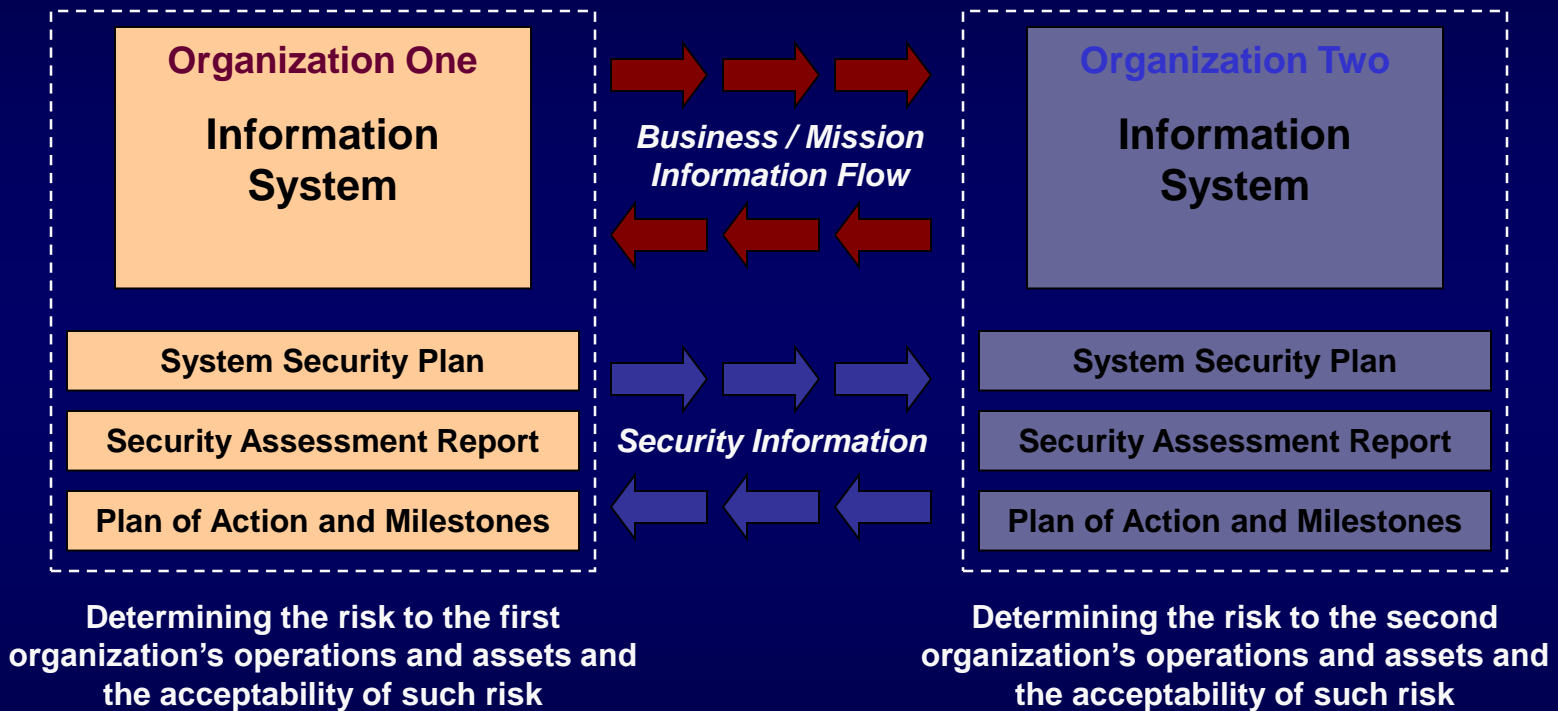 Organization One
Information
System
System Security Plan
Security Assessment Report
Plan of Action and Milestones
Determining the risk to the first
organization’s operations and assets and
the acceptability of such risk
Business / Mission
Information Flow
Security Information
Organization Two
Information
System
System Security Plan
Security Assessment Report
Plan of Action and Milestones
Determining the risk to the second
organization’s operations and assets and
the acceptability of such risk